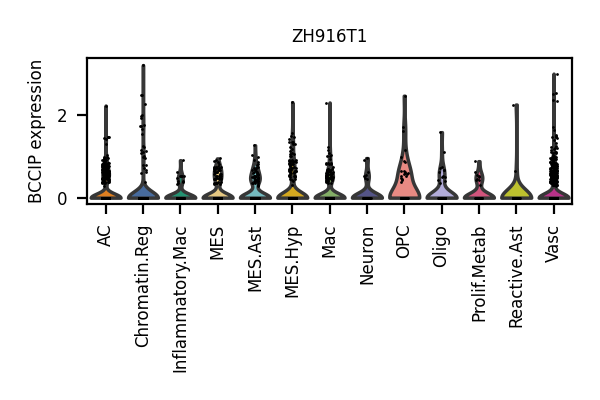 ZH916T1
BCCIP expression
2
0
AC
Chromatin.Reg
Inflammatory.Mac
MES
MES.Ast
MES.Hyp
Mac
Neuron
OPC
Oligo
Prolif.Metab
Reactive.Ast
Vasc